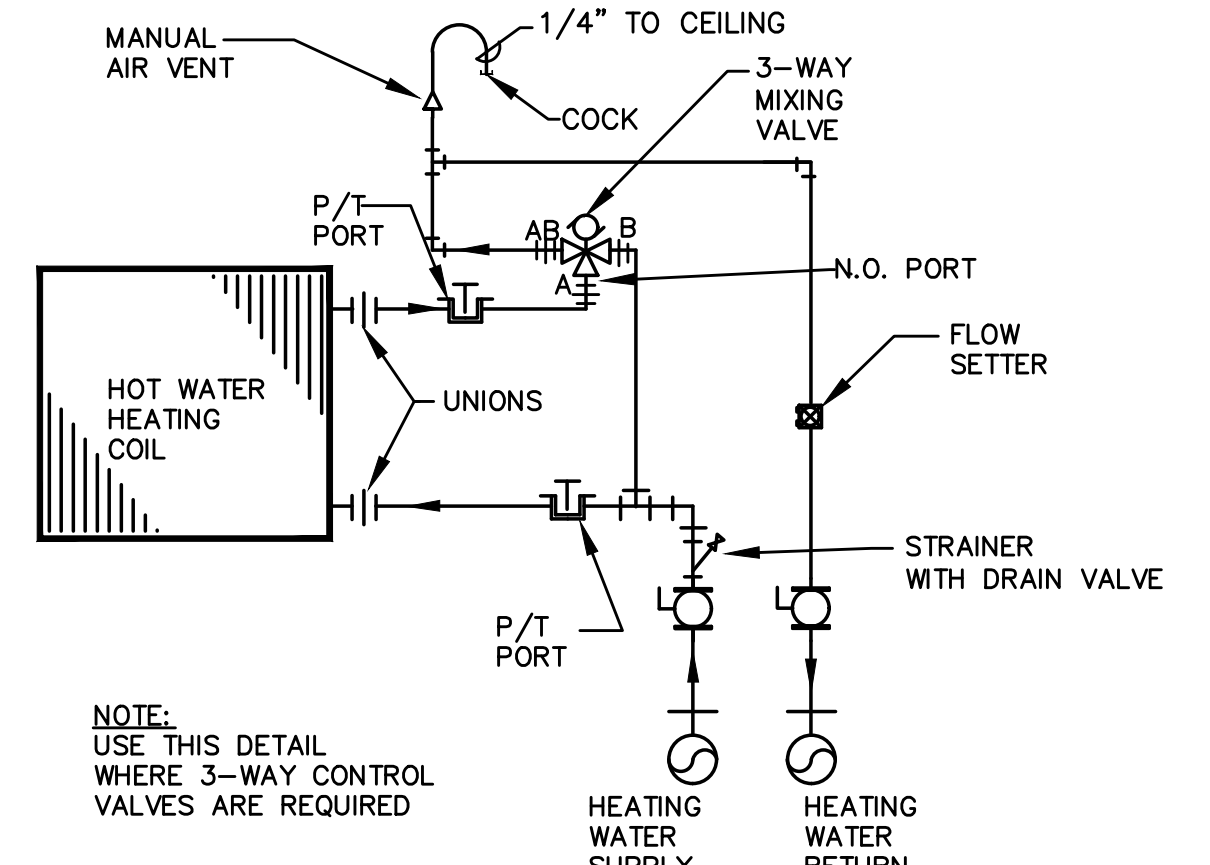 1/4” TO CEILING
MANUAL
AIR VENT
3-WAY
MIXING
VALVE
COCK
P/T
PORT
AB
B
A
N.O. PORT
FLOW
SETTER
HOT WATER
HEATING
COIL
UNIONS
STRAINER
WITH DRAIN VALVE
P/T
PORT
NOTE:
USE THIS DETAIL
WHERE 3-WAY CONTROL
VALVES ARE REQUIRED
HEATING
WATER
SUPPLY
HEATING
WATER
RETURN